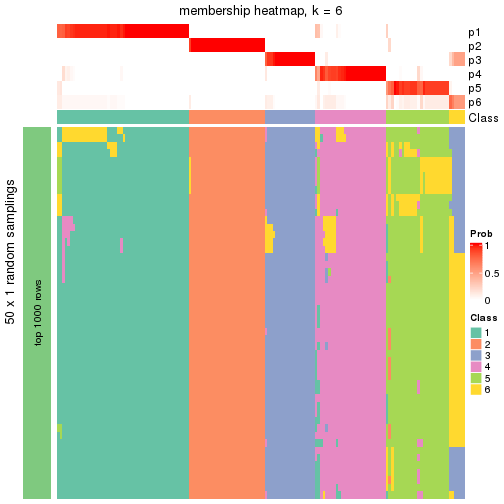 membership heatmap, k = 6
p1
p2
p3
p4
p5
p6
Class
50 x 1 random samplings
top 1000 rows
Prob
1
0.5
0
Class
1
2
3
4
5
6